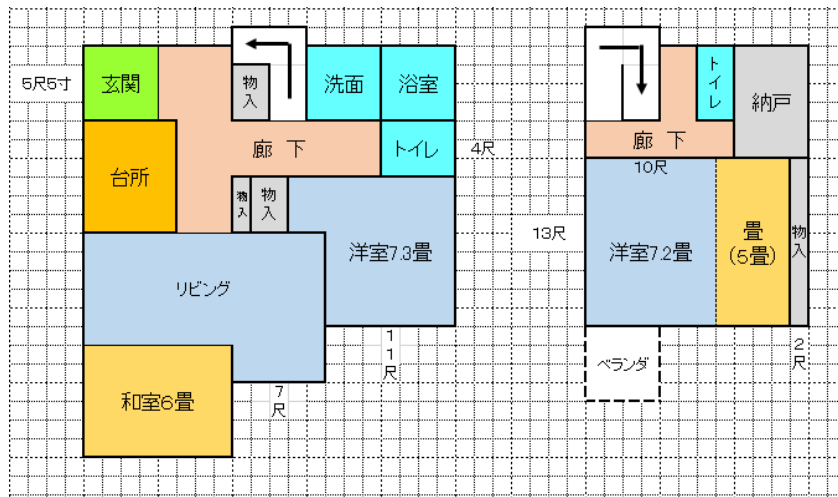 5尺5寸
玄関
物入
洗面
浴室
台所
廊 下
トイレ
4尺
物入
物入
洋室7.3畳
リビング
和室6畳
7尺
11尺
トイレ
納戸
廊 下
10尺
13尺
洋室7.2畳
畳
(5畳)
物入
ベランダ
2尺